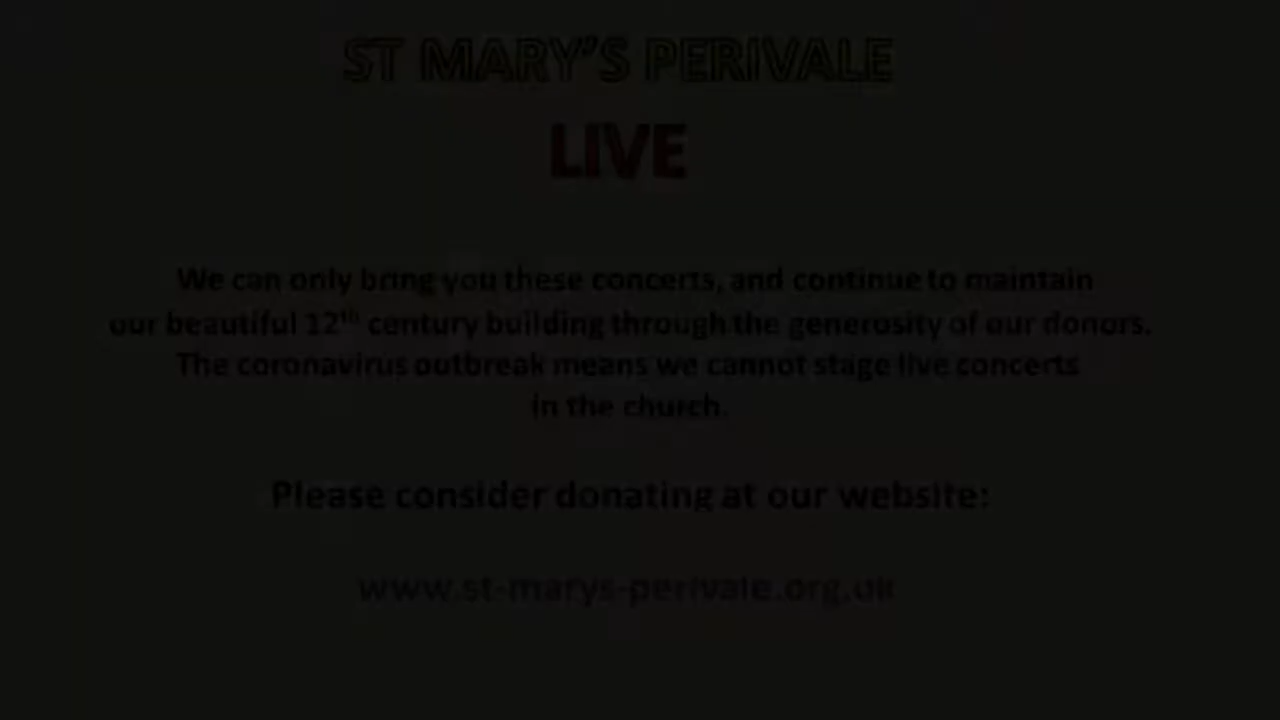 ST MARY'S PERIVALE
LIVE
We can only bring you these concerts, and continue to maintain
our beautiful 12th century building through the generosity of our donors.
The coronavirus outbreak means we cannot stage live concerts
in the church.
Please consider donating at our website:
www.st-marys-perivale.org.uk